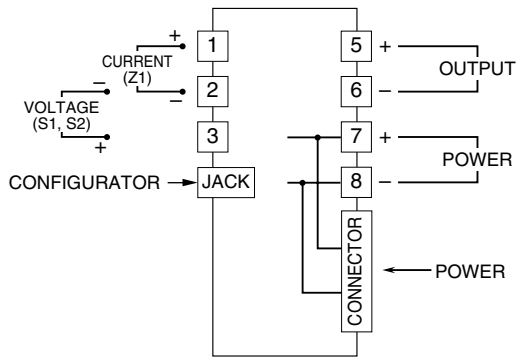 +
CURRENT
(Z1)
–
1
–
VOLTAGE
(S1, S2)
+
2
3
CONFIGURATOR
JACK
5
+
OUTPUT
6
–
7
+
POWER
8
–
CONNECTOR
POWER